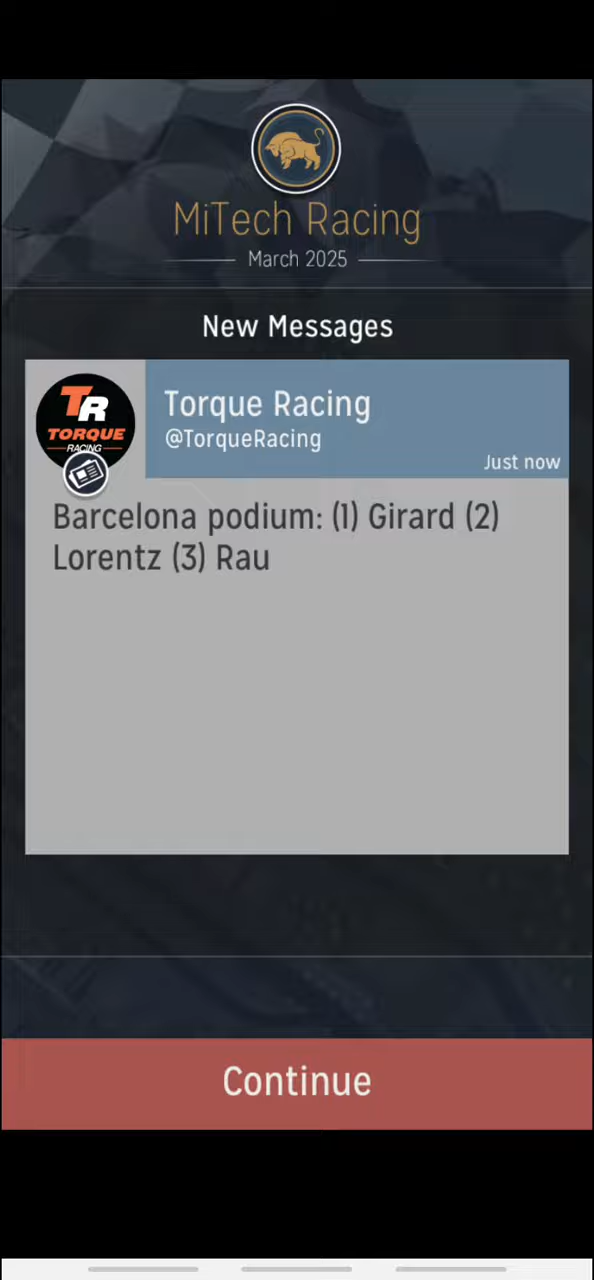 MiTech Racing
March 2025
New Messages
TR
TORQUE
RACING
Torque Racing
@TorqueRacing
Just now
Barcelona podium: (1) Girard (2)
Lorentz (3) Rau
Continue